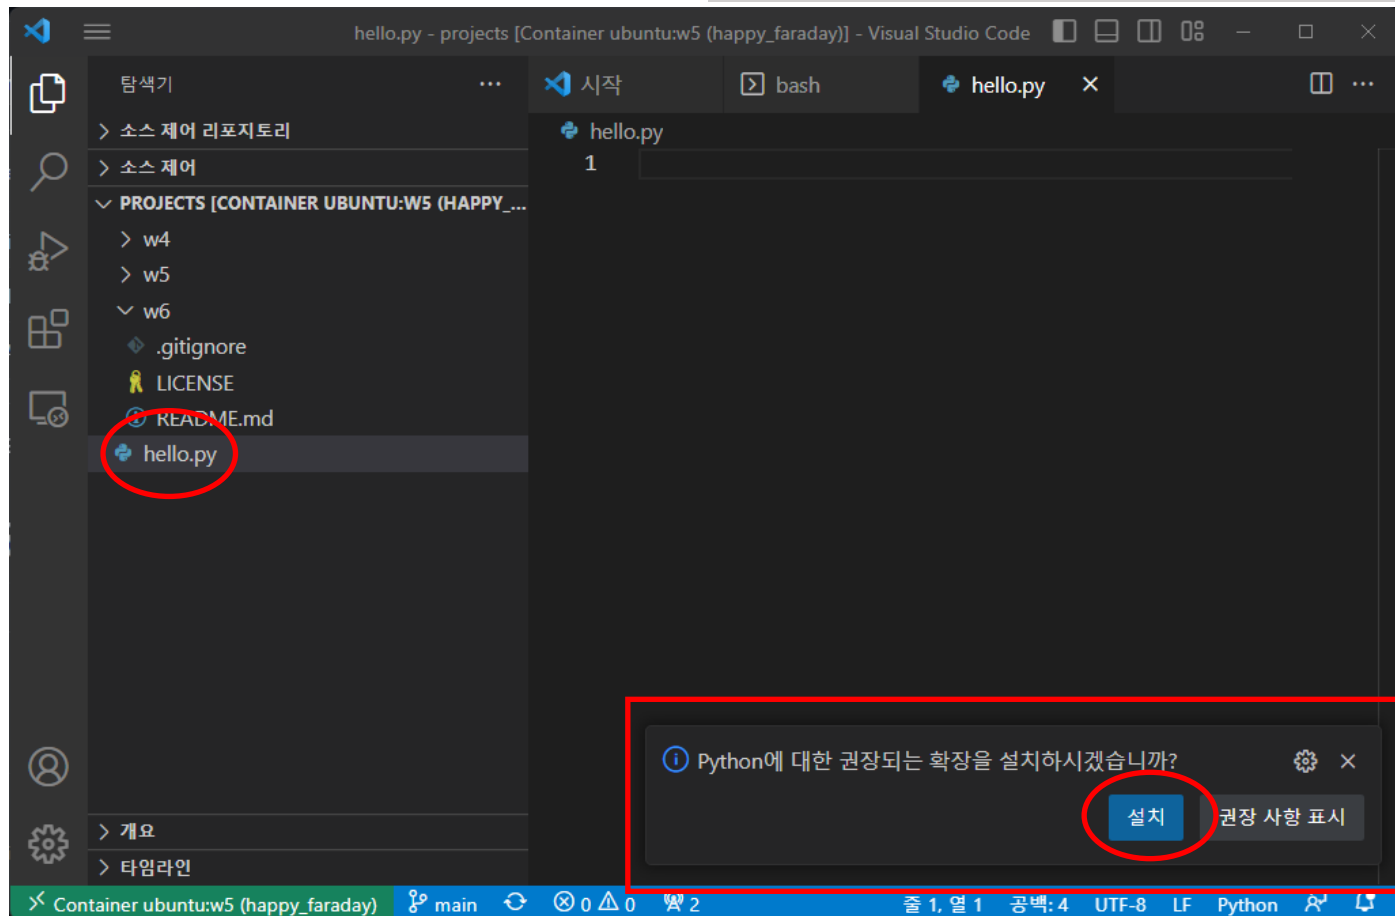 hello.py - projects [Container ubuntu:w5 (happy_faraday)] - Visual Studio Code
탐색기
시작
bash
hello.py
소스 제어 리포지토리
소스 제어
PROJECTS [CONTAINER UBUNTU:W5 (HAPPY_...
w4
w5
w6
.gitignore
LICENSE
README.md
hello.py
개요
타임라인
hello.py
1
Python에 대한 권장되는 확장을 설치하시겠습니까?
설치
권장 사항 표시
Container ubuntu:w5 (happy_faraday) main 0 0 2 줄 1, 열 1 공백: 4 UTF-8 LF Python